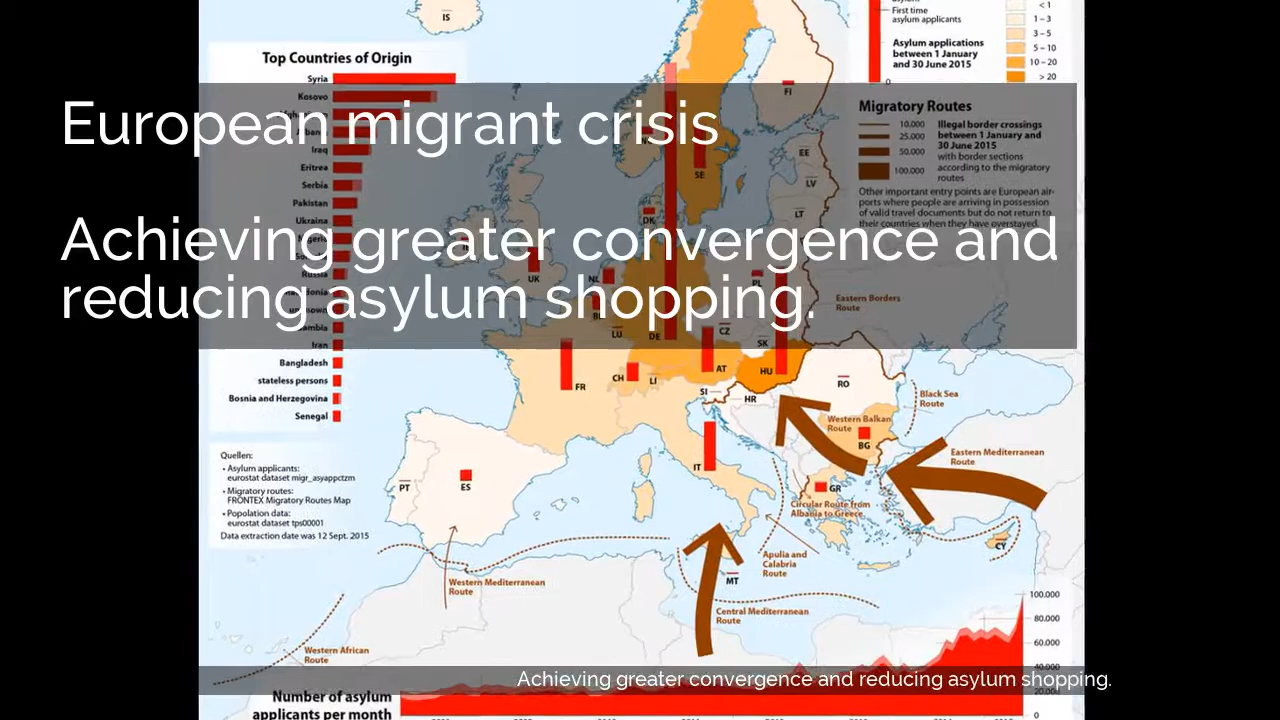 European migrant crisis
Achieving greater convergence and
reducing asylum shopping.
IS
Top Countries of Origin
Syria
Kosovo
Iraq
Eritrea
Serbia
Pakistan
Ukraina
Russia
Iran
Bangladesh
stateless persons
Bosnia and Herzegovina
Senegal
Quellen:
• Asylum applicants:
eurostat dataset migr_asyappctzm
• Migratory routes:
FRONTEX Migratory Routes Map
• Population data:
eurostat dataset tps00001
Data extraction date was 12 Sept. 2015
First time
asylum applicants
Asylum applications
between 1 January
and 30 June 2015
0
< 1
1 – 3
3 – 5
5 – 10
10 – 20
> 20
Migratory Routes
10.000
25.000
50.000
100.000
Illegal border crossings
between 1 January and
30 June 2015
with border sections
according to the migratory
routes
Other important entry points are European air-
ports where people are arriving in possession
of valid travel documents but do not return to
their countries when they have overstayed.
FI
SE
EE
LV
LT
DK
UK
NL
PL
LU
DE
CZ
SK
FR
CH
LI
AT
HU
SI
HR
RO
BG
IT
PT
ES
GR
MT
CY
Eastern Borders
Route
Black Sea
Route
Western Balkan
Route
Eastern Mediterranean
Route
Circular Route from
Albania to Greece
Apulia and
Calabria
Route
Central Mediterranean
Route
Western Mediterranean
Route
Western African
Route
100.000
80.000
60.000
40.000
20.000
0
Number of asylum
applicants per month
Achieving greater convergence and reducing asylum shopping.